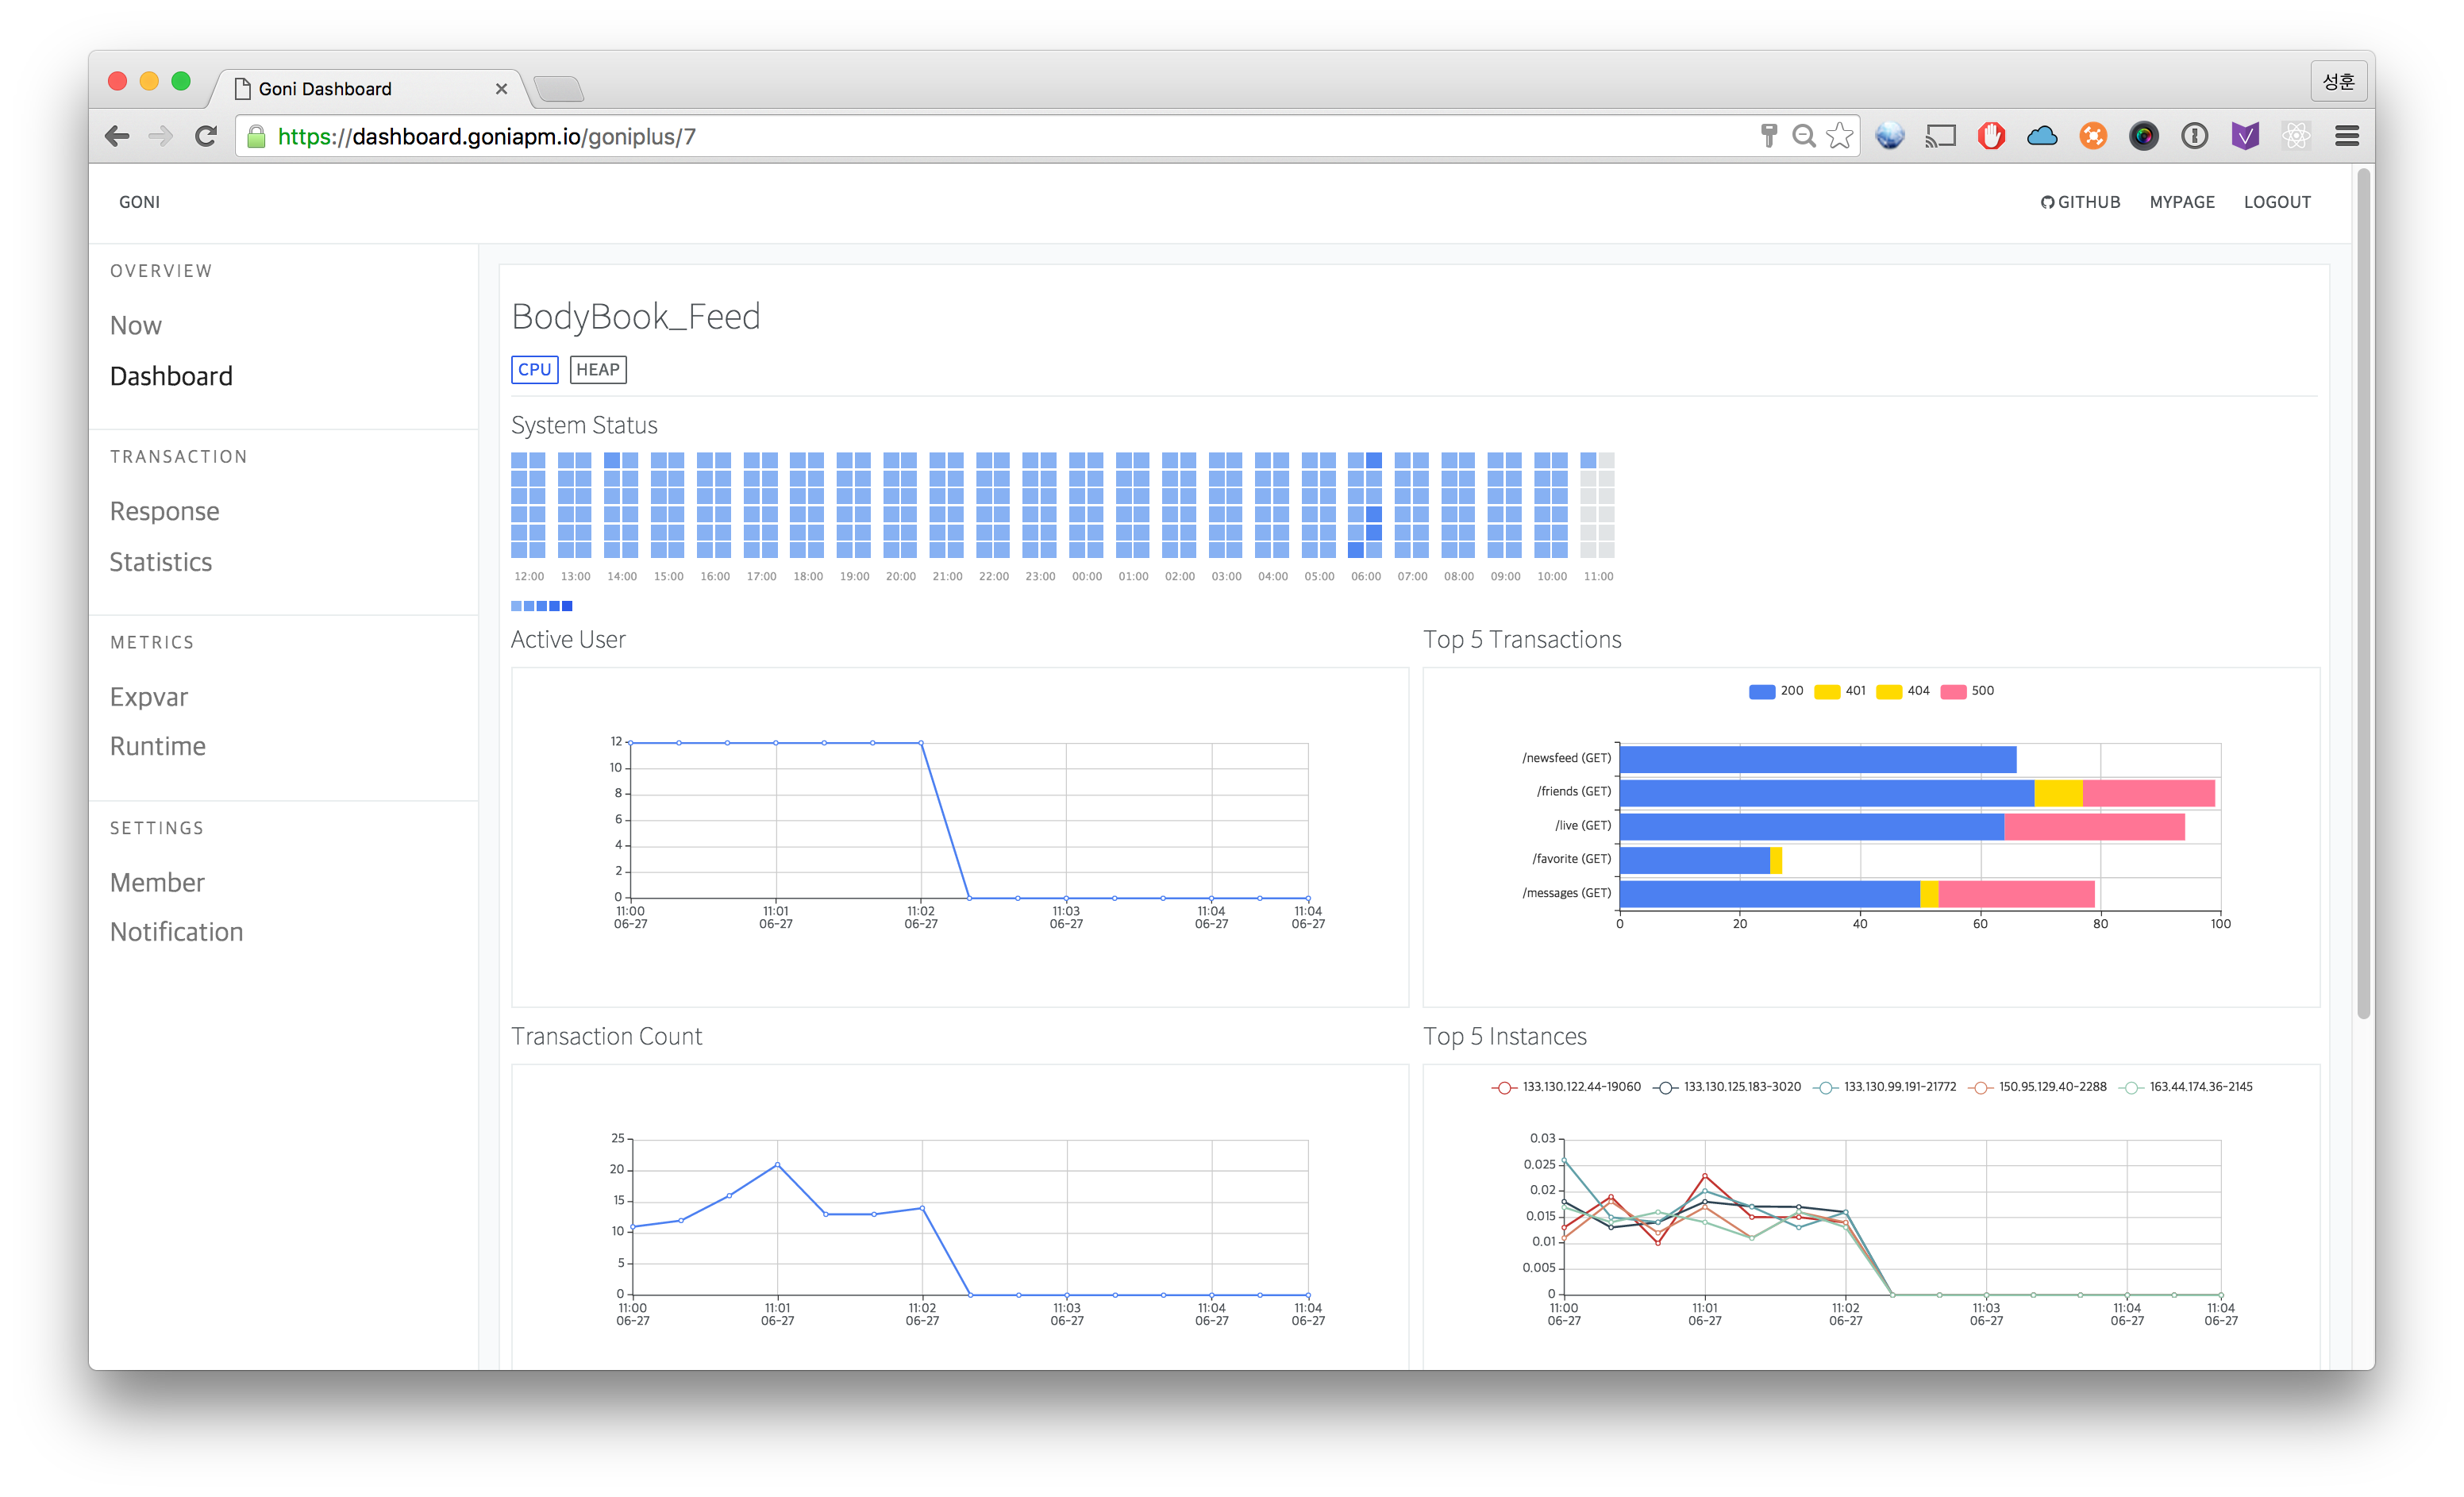 Goni Dashboard
성훈
https://dashboard.goniapm.io/goniplus/7
GONI
GITHUB MYPAGE LOGOUT
OVERVIEW
Now
Dashboard
TRANSACTION
Response
Statistics
METRICS
Expvar
Runtime
SETTINGS
Member
Notification
BodyBook_Feed
CPU HEAP
System Status
12:00 13:00 14:00 15:00 16:00 17:00 18:00 19:00 20:00 21:00 22:00 23:00 00:00 01:00 02:00 03:00 04:00 05:00 06:00 07:00 08:00 09:00 10:00 11:00
Active User
12
10
8
6
4
2
0
11:00 11:01 11:02 11:03 11:04 11:04
06-27 06-27 06-27 06-27 06-27 06-27
Top 5 Transactions
200 401 404 500
/newsfeed (GET)
/friends (GET)
/live (GET)
/favorite (GET)
/messages (GET)
0 20 40 60 80 100
Transaction Count
25
20
15
10
5
0
11:00 11:01 11:02 11:03 11:04 11:04
06-27 06-27 06-27 06-27 06-27 06-27
Top 5 Instances
133.130.122.44-19060 133.130.125.183-3020 133.130.99.191-21772 150.95.129.40-2288 163.44.174.36-2145
0.03
0.025
0.02
0.015
0.01
0.005
0
11:00 11:01 11:02 11:03 11:04 11:04
06-27 06-27 06-27 06-27 06-27 06-27